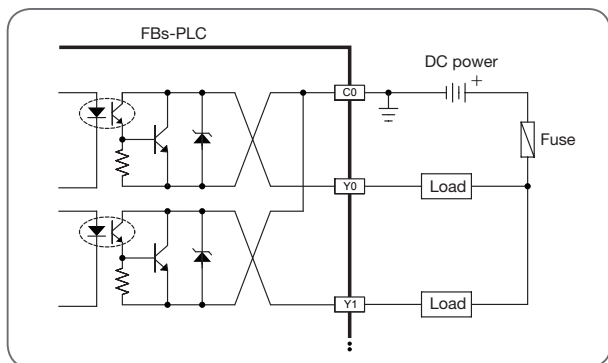 FBs-PLC
DC power
C0
+
Fuse
Y0
Load
Y1
Load